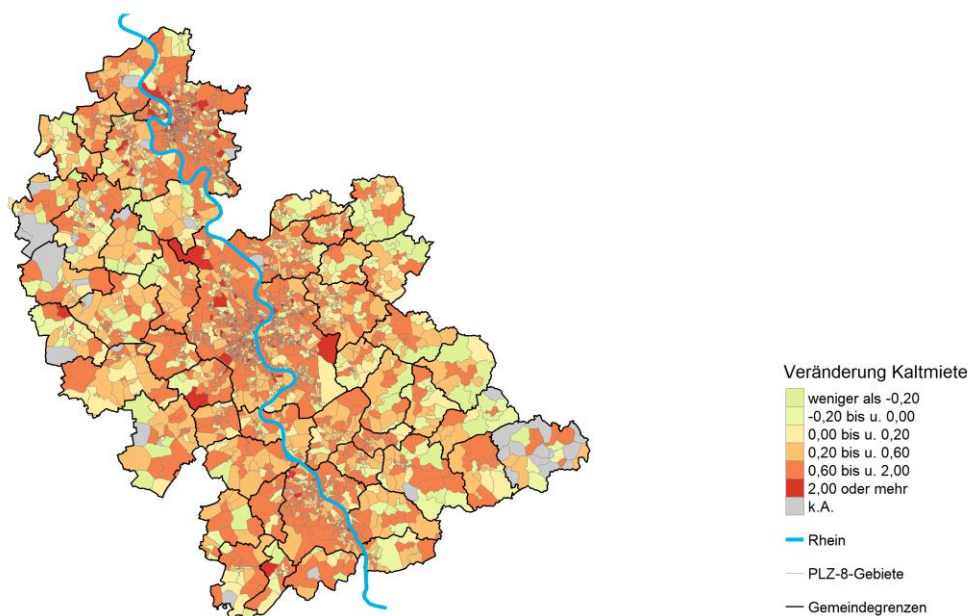 Veränderung Kaltmiete
weniger als -0,20
-0,20 bis u. 0,00
0,00 bis u. 0,20
0,20 bis u. 0,60
0,60 bis u. 2,00
2,00 oder mehr
k.A.
Rhein
PLZ-8-Gebiete
Gemeindegrenzen